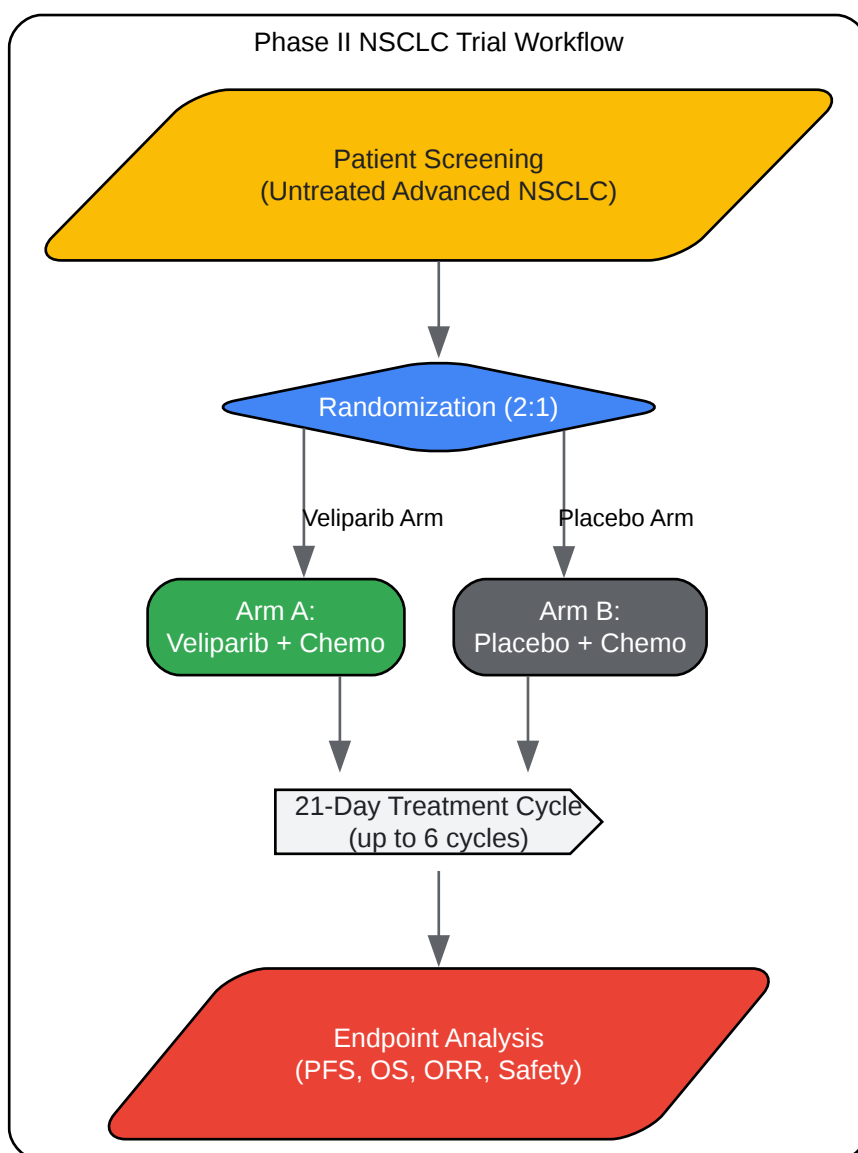 Phase II NSCLC Trial Workflow
Patient Screening
(Untreated Advanced NSCLC)
Randomization (2:1)
Veliparib Arm
Placebo Arm
Arm A:
Veliparib + Chemo
Arm B:
Placebo + Chemo
21-Day Treatment Cycle
(up to 6 cycles)
Endpoint Analysis
(PFS, OS, ORR, Safety)